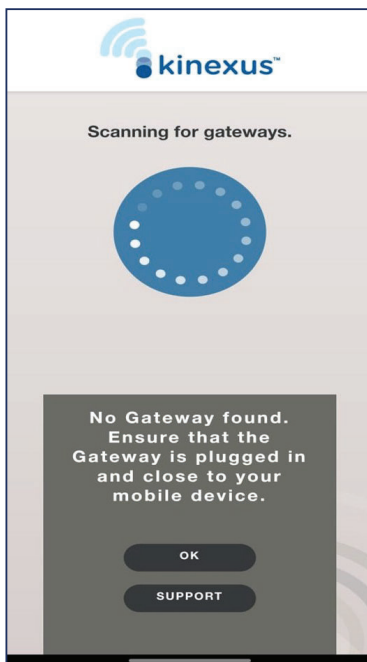 kinexus™
Scanning for gateways.
No Gateway found.
Ensure that the
Gateway is plugged in
and close to your
mobile device.
OK
SUPPORT